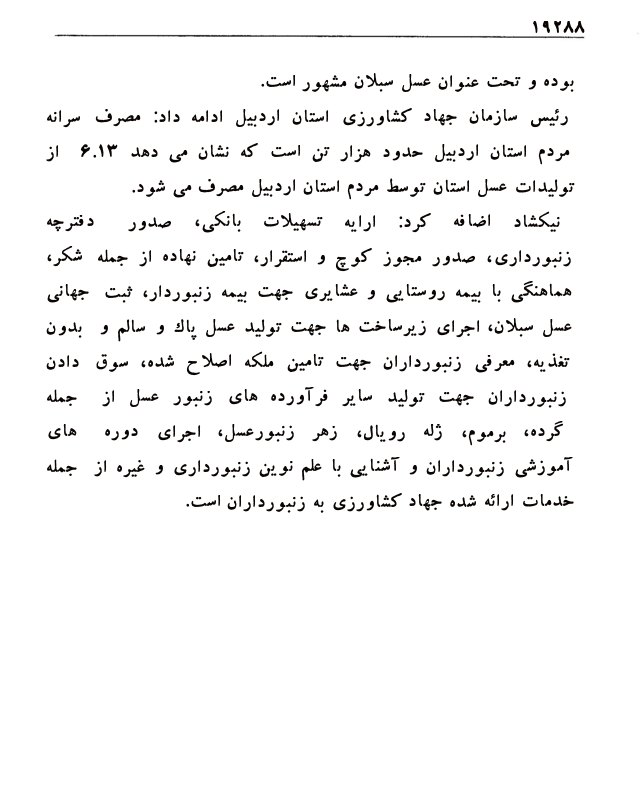 ۱۹۲۸۸
بوده و تحت عنوان عسل سبلان مشهور است.
رئیس سازمان جهاد کشاورزی استان اردبیل ادامه داد: مصرف سرانه
مردم استان اردبیل حدود هزار تن است که نشان می دهد ۶.۱۳ از
تولیدات عسل استان توسط مردم استان اردبیل مصرف می شود.
نیکشاد اضافه کرد: ارایه تسهیلات بانکی، صدور دفترچه
زنبورداری، صدور مجوز کوچ و استقرار، تامین نهاده از جمله شکر،
هماهنگی با بیمه روستایی و عشایری جهت بیمه زنبوردار، ثبت جهانی
عسل سبلان، اجرای زیرساخت ها جهت تولید عسل پاك و سالم و بدون
تغذیه، معرفی زنبورداران جهت تامین ملکه اصلاح شده، سوق دادن
زنبورداران جهت تولید سایر فرآورده های زنبور عسل از جمله
گرده، برموم، ژله رویال، زهر زنبورعسل، اجرای دوره های
آموزشی زنبورداران و آشنایی با علم نوین زنبورداری و غیره از جمله
خدمات ارائه شده جهاد کشاورزی به زنبورداران است.